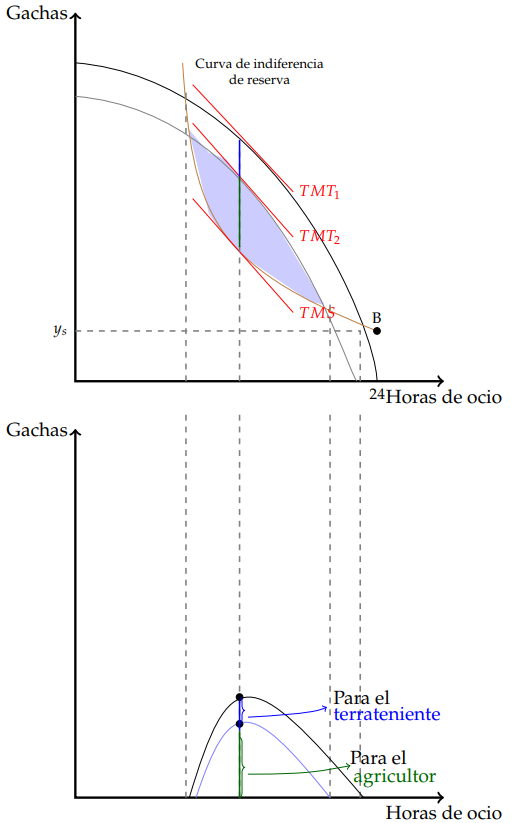 Gachas
Curva de indiferencia
de reserva
TMT₁
TMT₂
TMS
B
yₛ
24
Horas de ocio
Gachas
Para el
terrateniente
Para el
agricultor
Horas de ocio